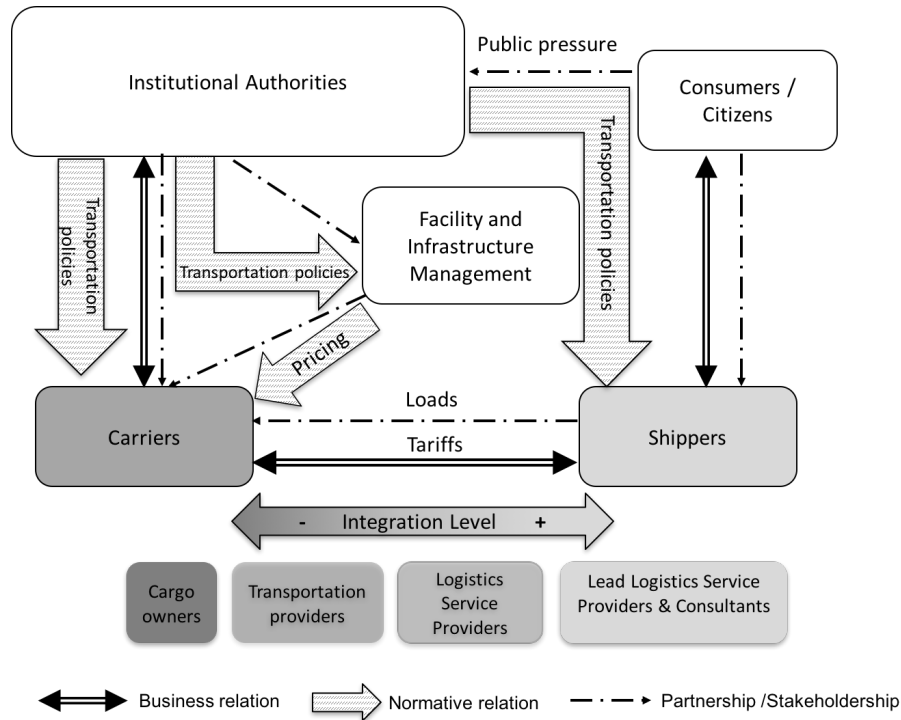 Public pressure
Institutional Authorities
Consumers /
Citizens
Transportation
policies
Transportation policies
Facility and
Infrastructure
Management
Transportation policies
Pricing
Carriers
Loads
Tariffs
Shippers
- Integration Level +
Cargo
owners
Transportation
providers
Logistics
Service
Providers
Lead Logistics Service
Providers & Consultants
Business relation
Normative relation
Partnership /Stakeholdership